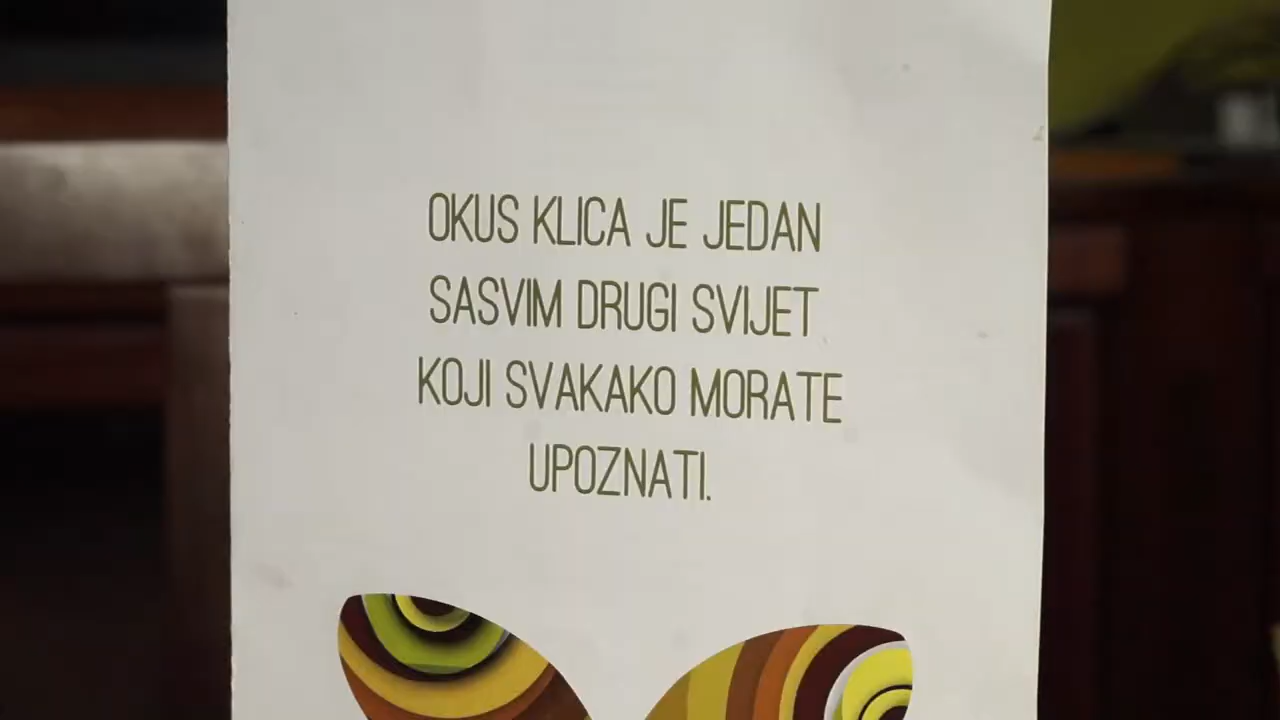 OKUS KLICA JE JEDAN
SASVIM DRUGI SVIJET
KOJI SVAKAKO MORATE
UPOZNATI.